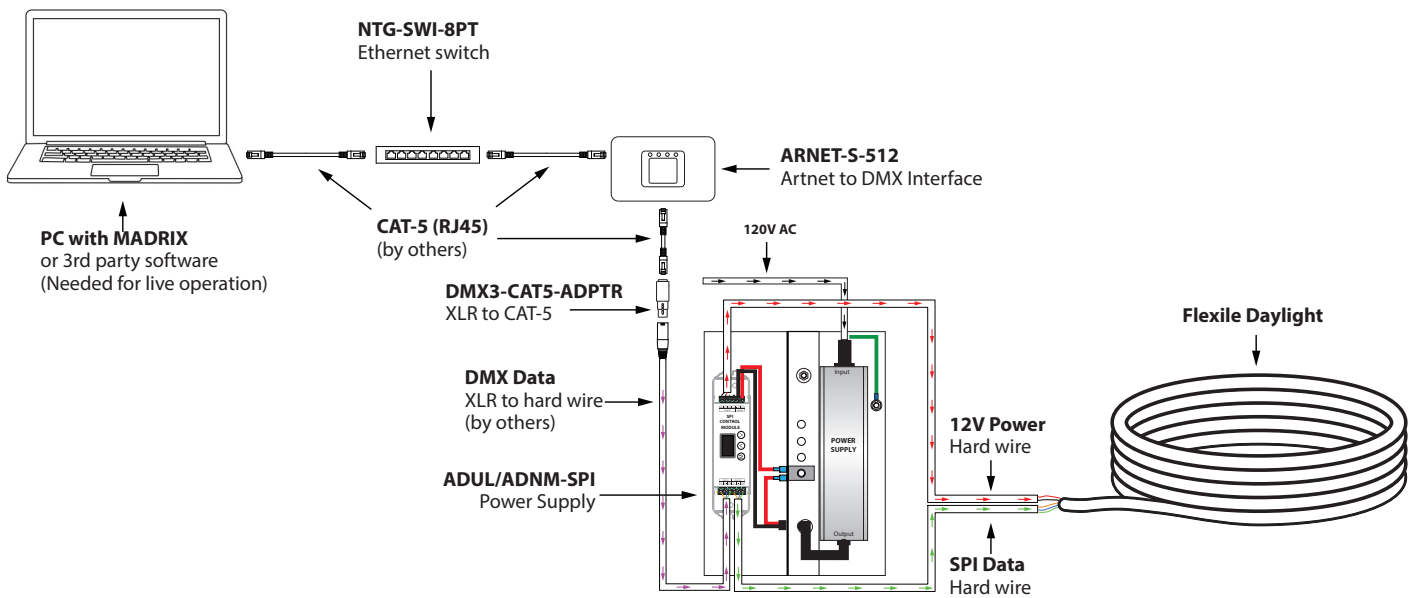 NTG-SWI-8PT
Ethernet switch
ARNET-S-512
Artnet to DMX Interface
PC with MADRIX
or 3rd party software
(Needed for live operation)
CAT-5 (RJ45)
(by others)
120V AC
DMX3-CAT5-ADPTR
XLR to CAT-5
Flexile Daylight
DMX Data
XLR to hard wire
(by others)
Input
SPI
CONTROL
MODULE
POWER
SUPPLY
12V Power
Hard wire
ADUL/ADNM-SPI
Power Supply
Output
SPI Data
Hard wire